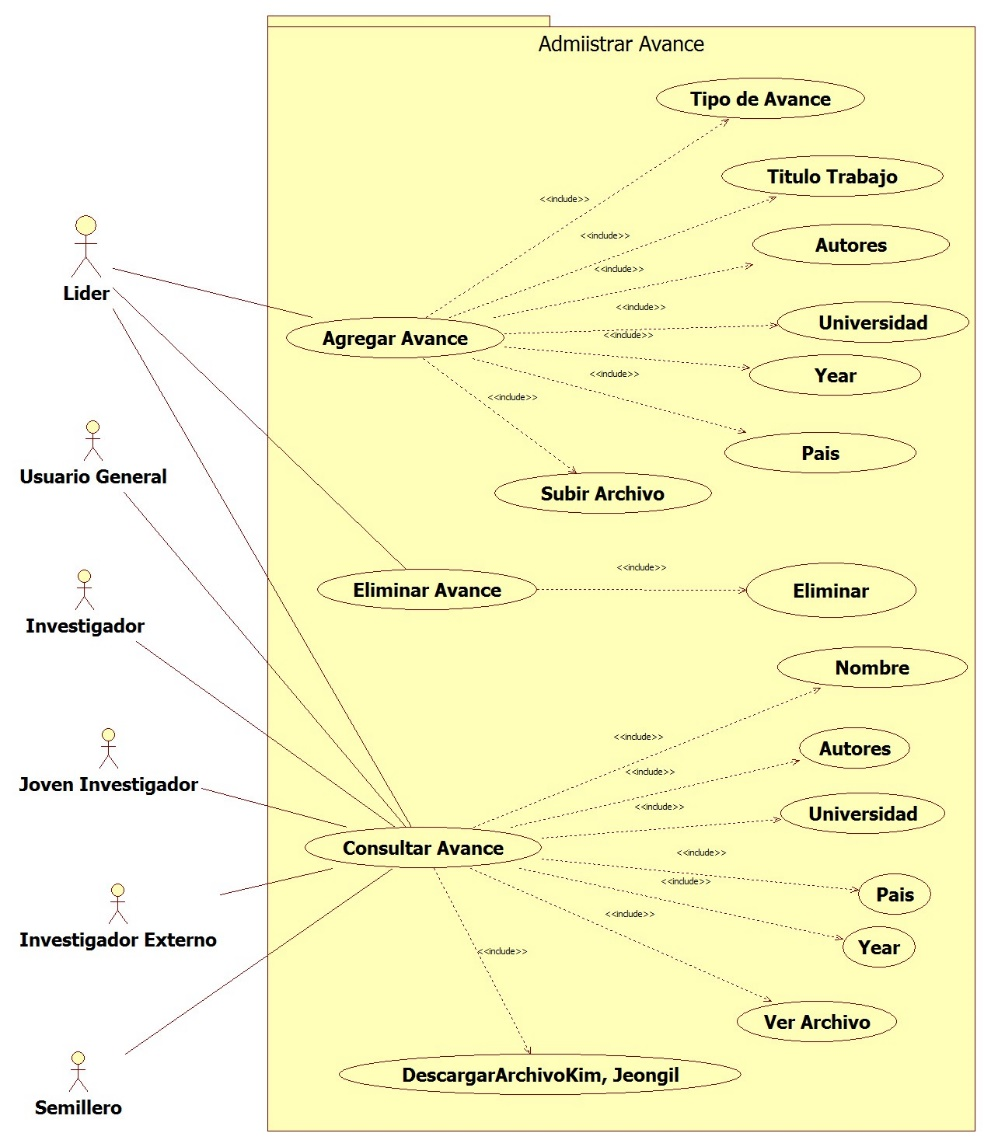 Admiistrar Avance
Tipo de Avance
Titulo Trabajo
<<include>>
<<include>>
Autores
<<include>>
Lider
<<include>>
Universidad
Agregar Avance
<<include>>
Year
<<include>>
<<include>>
Usuario General
Pais
Subir Archivo
<<include>>
Eliminar Avance
Eliminar
Investigador
Nombre
<<include>>
Autores
<<include>>
Joven Investigador
<<include>>
Universidad
Consultar Avance
<<include>>
<<include>>
Pais
<<include>>
Investigador Externo
Year
<<include>>
Ver Archivo
DescargarArchivoKim, Jeongil
Semillero